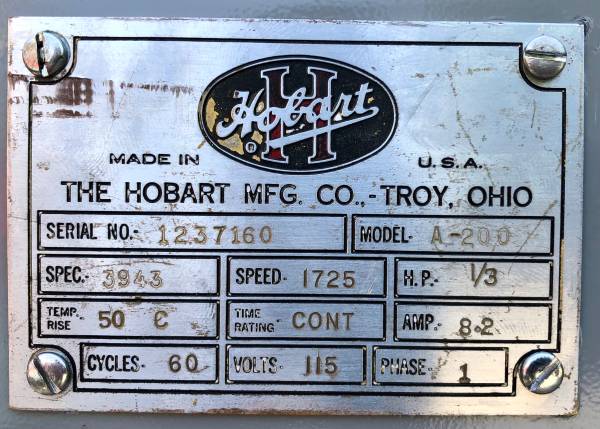 H
Hobart
®
MADE IN U.S.A.
THE HOBART MFG. CO.,-TROY, OHIO
SERIAL NO.- 1237160 MODEL- A-200
SPEC.- 3943 SPEED- 1725 H.P.- 1/3
TEMP. RISE 50 C TIME RATING- CONT AMP.- 8.2
CYCLES- 60 VOLTS- 115 PHASE- 1